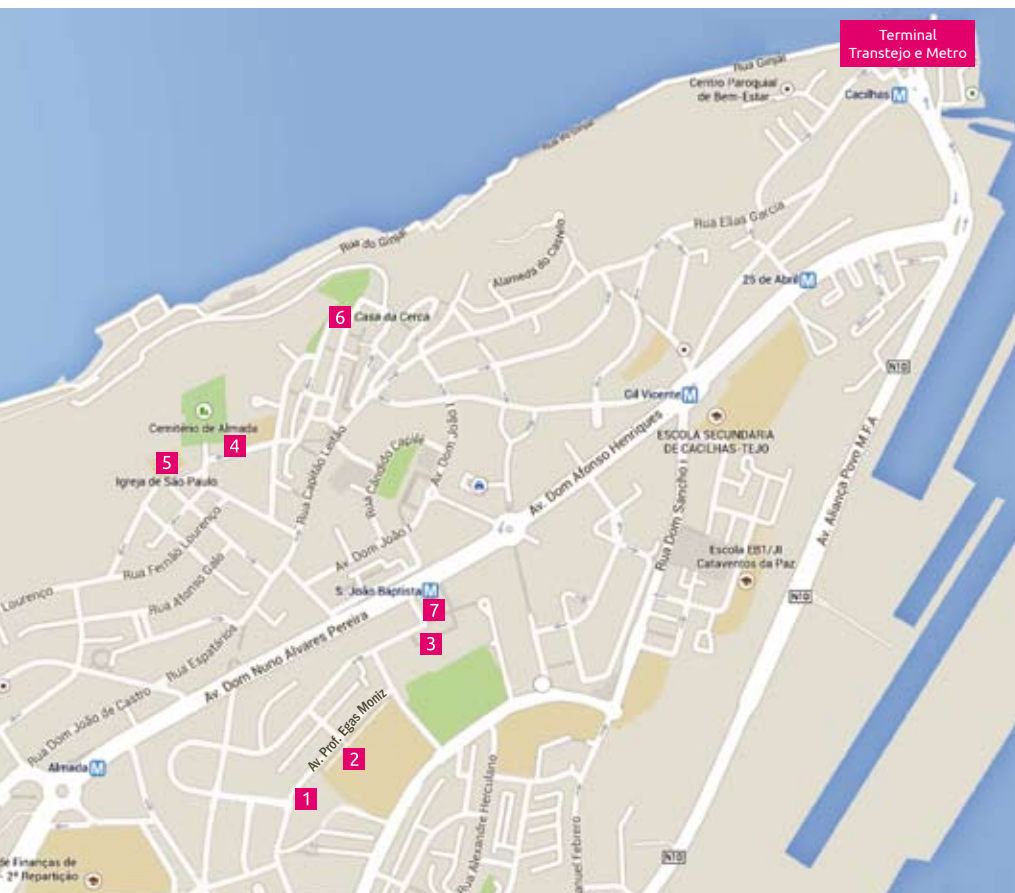 Terminal
Transtejo e Metro
Rua Ginjal
Centro Paroquial
de Bem-Estar
Cacilhas M
Rua do Ginjal
Rua Elias Garcia
Rua do Ginjal
Alameda do Castelo
25 de Abril M
6 Casa da Cerca
N10
Gil Vicente M
Cemitério de Almada
4
5
Igreja de São Paulo
Rua Capitão Leitão
Rua Cândido Capilé
Av. Dom João I
Av. Dom Afonso Henriques
ESCOLA SECUNDÁRIA
DE CACILHAS-TEJO
Rua Dom Sancho I
Av. Aliança Povo M.F.A
Rua Fernão Lourenço
Av. Dom João I
Escola EB1/JI
Cataventos da Paz
Lourenço
Rua Afonso Galo
S. João Baptista M
N10
7
3
Rua Espatários
Av. Dom Nuno Álvares Pereira
Rua Dom João de Castro
Av. Prof. Egas Moniz
2
Almada M
1
Rua Alexandre Herculano
anuel Febrero
N10
de Finanças de
- 2ª Repartição